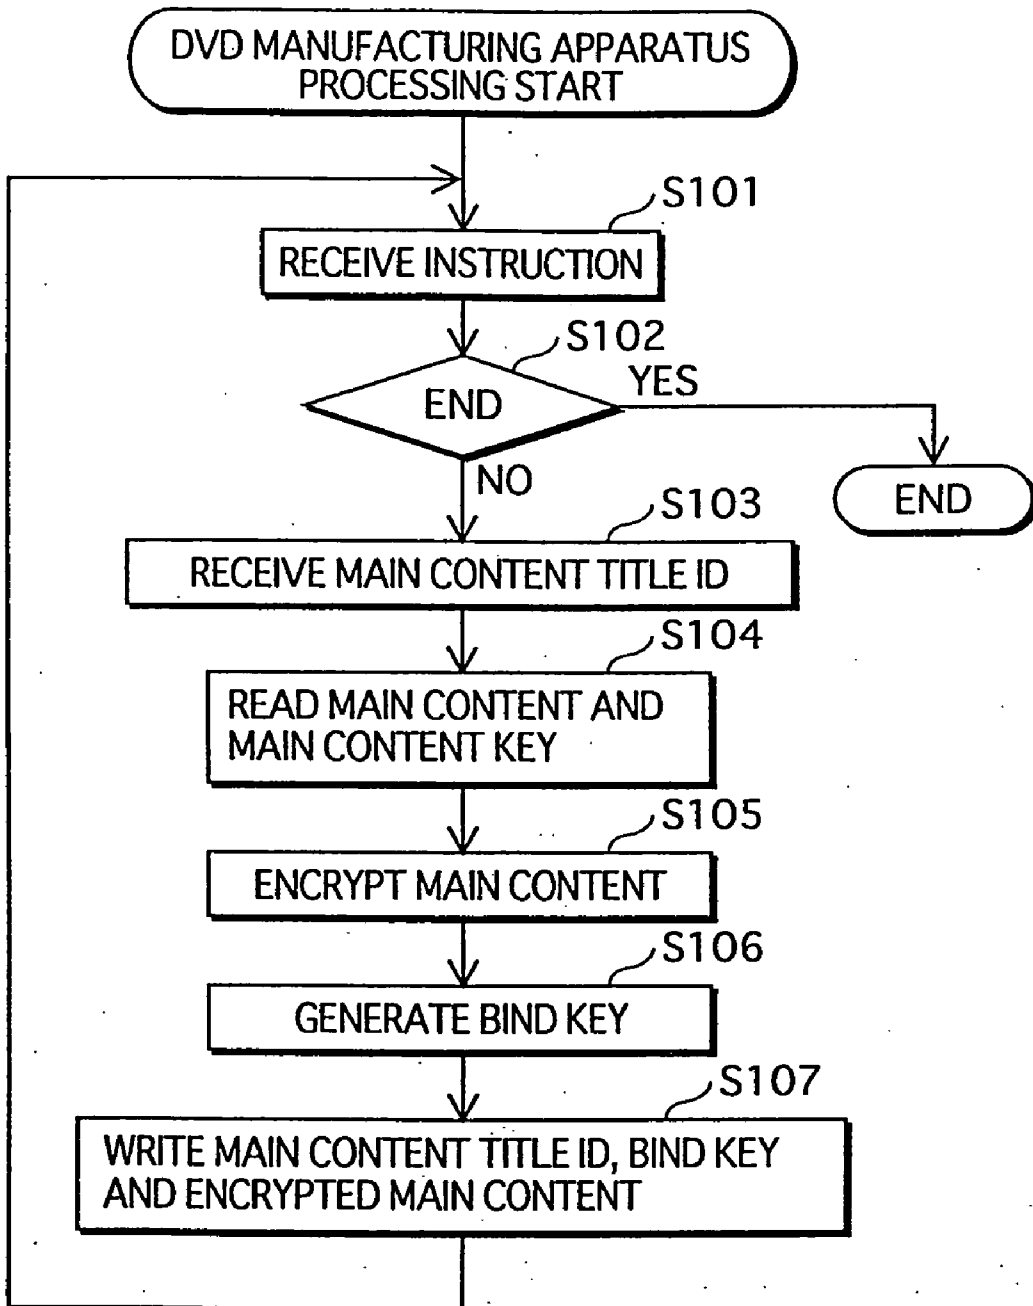 DVD MANUFACTURING APPARATUS
PROCESSING START
S101
RECEIVE INSTRUCTION
S102
END
YES
NO
END
S103
RECEIVE MAIN CONTENT TITLE ID
S104
READ MAIN CONTENT AND
MAIN CONTENT KEY
S105
ENCRYPT MAIN CONTENT
S106
GENERATE BIND KEY
S107
WRITE MAIN CONTENT TITLE ID, BIND KEY
AND ENCRYPTED MAIN CONTENT